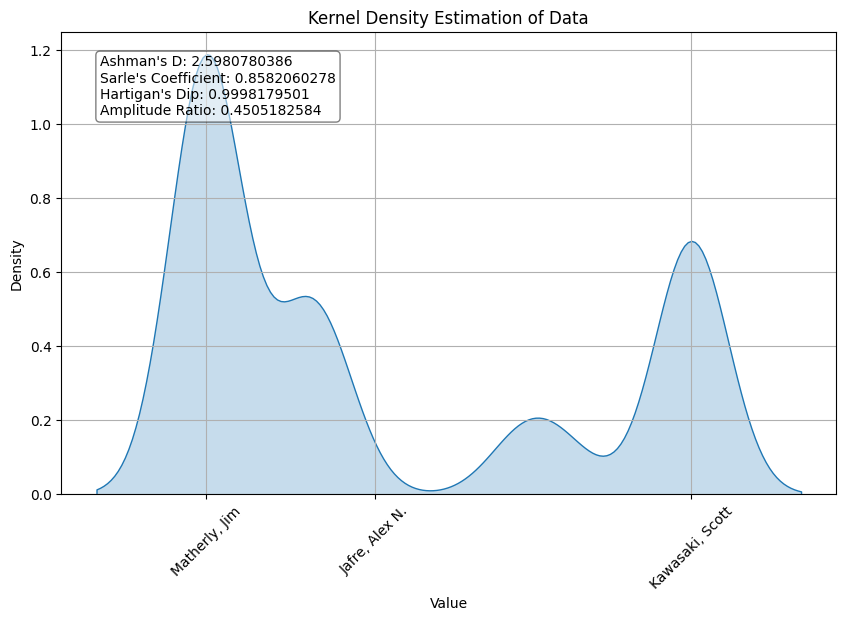 Kernel Density Estimation of Data
Ashman's D: 2.5980780386
Sarle's Coefficient: 0.8582060278
Hartigan's Dip: 0.9998179501
Amplitude Ratio: 0.4505182584
Density
1.2
1.0
0.8
0.6
0.4
0.2
0.0
Matherly, Jim
Jafre, Alex N.
Kawasaki, Scott
Value